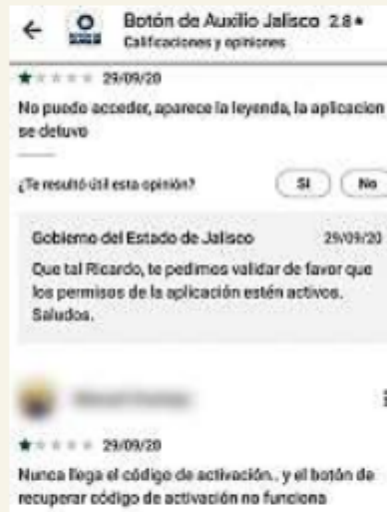 Botón de Auxilio Jalisco 2.8★
Calificaciones y opiniones
29/09/20
No puedo acceder, aparece la leyenda, la aplicacion
se detuvo
¿Te resultó útil esta opinión?
Si
No
Gobierno del Estado de Jalisco
29/09/20
Que tal Ricardo, te pedimos validar de favor que
los permisos de la aplicación estén activos.
Saludos.
29/09/20
Nunca llega el código de activación., y el botón de
recuperar código de activación no funciona